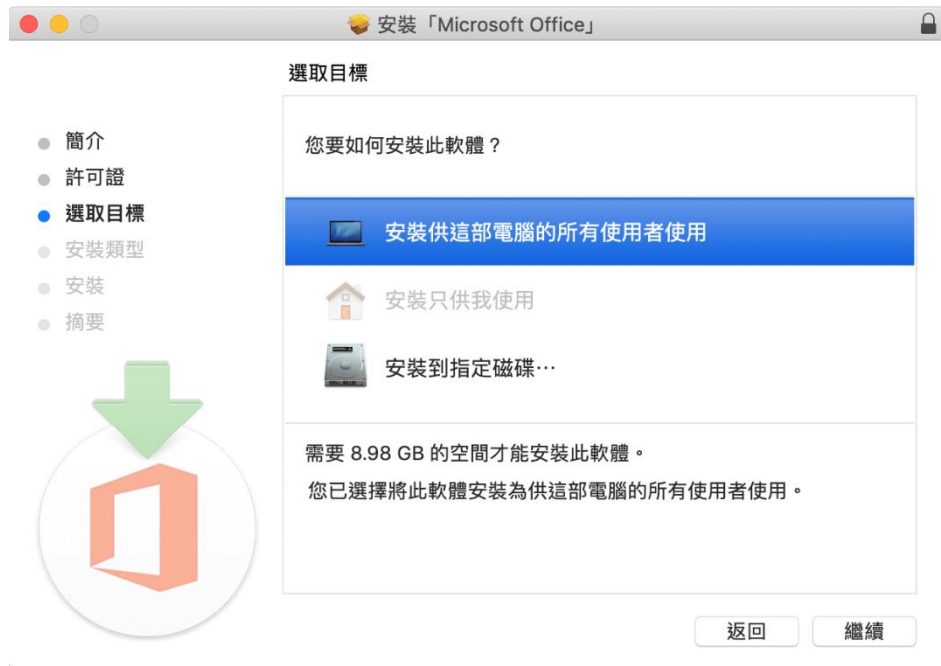 安裝「Microsoft Office」
選取目標
簡介
許可證
選取目標
安裝類型
安裝
摘要
您要如何安裝此軟體？
安裝供這部電腦的所有使用者使用
安裝只供我使用
安裝到指定磁碟⋯
需要 8.98 GB 的空間才能安裝此軟體。
您已選擇將此軟體安裝為供這部電腦的所有使用者使用。
返回
繼續